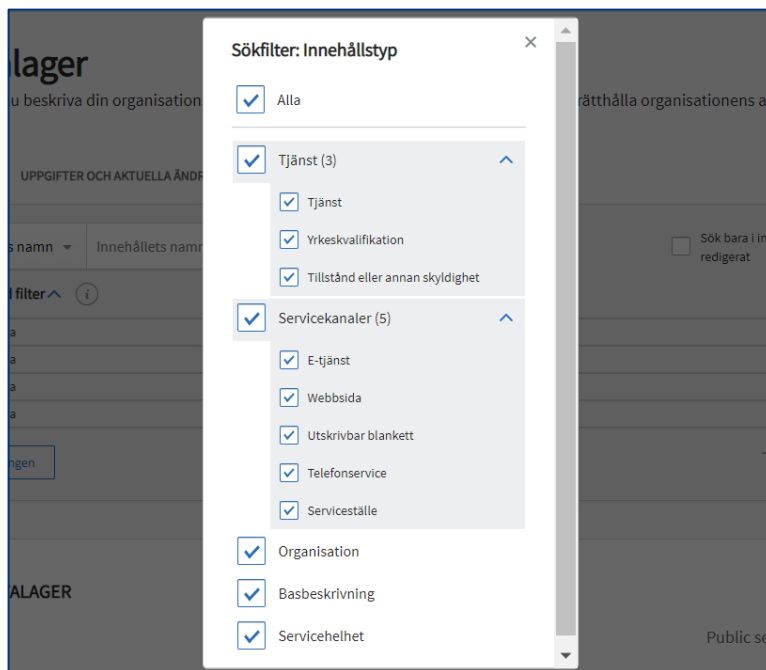 Sökfilter: Innehållstyp
Alla
Tjänst (3)
Tjänst
Yrkeskvalifikation
Tillstånd eller annan skyldighet
Servicekanaler (5)
E-tjänst
Webbsida
Utskrivbar blankett
Telefonservice
Serviceställe
Organisation
Basbeskrivning
Servicehelhet
lager
u beskriva din organisation
rätthålla organisationens a
UPPGIFTER OCH AKTUELLA ÄNDR
s namn
Innehållets namn
Sök bara i in
redigerat
d filter
i
a
a
a
a
ngen
ALAGER
Public se